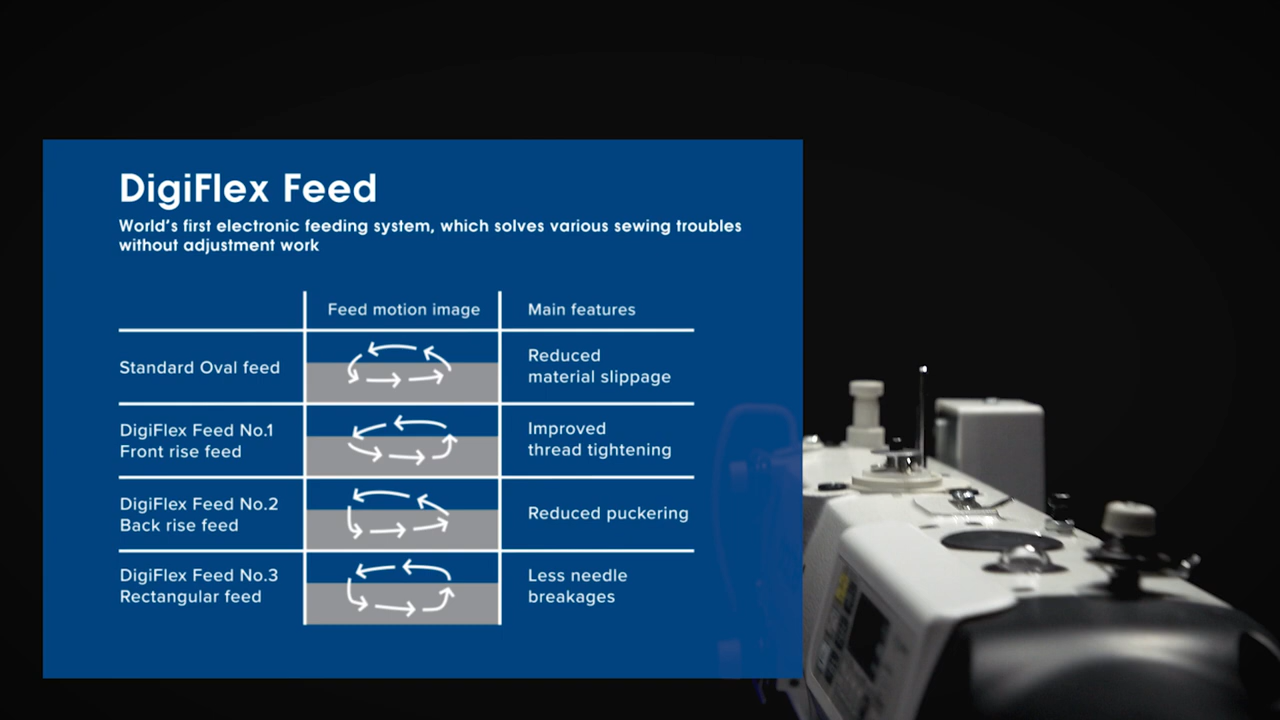 DigiFlex Feed
World's first electronic feeding system, which solves various sewing troubles
without adjustment work
Feed motion image
Main features
Standard Oval feed
Reduced
material slippage
DigiFlex Feed No.1
Front rise feed
Improved
thread tightening
DigiFlex Feed No.2
Back rise feed
Reduced puckering
DigiFlex Feed No.3
Rectangular feed
Less needle
breakages